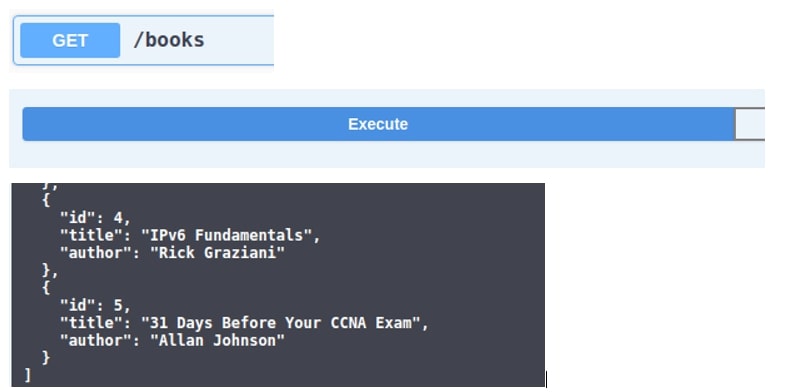 GET /books
Execute
},
{
"id": 4,
"title": "IPv6 Fundamentals",
"author": "Rick Graziani"
},
{
"id": 5,
"title": "31 Days Before Your CCNA Exam",
"author": "Allan Johnson"
}
]